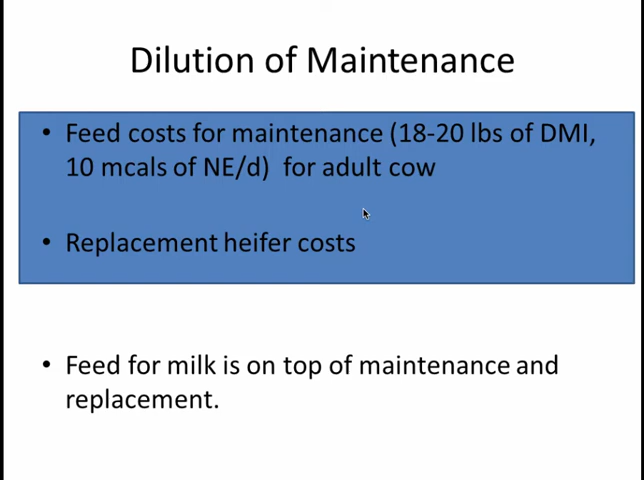 Dilution of Maintenance
• Feed costs for maintenance (18-20 lbs of DMI,
10 mcals of NE/d)  for adult cow
• Replacement heifer costs
• Feed for milk is on top of maintenance and
replacement.